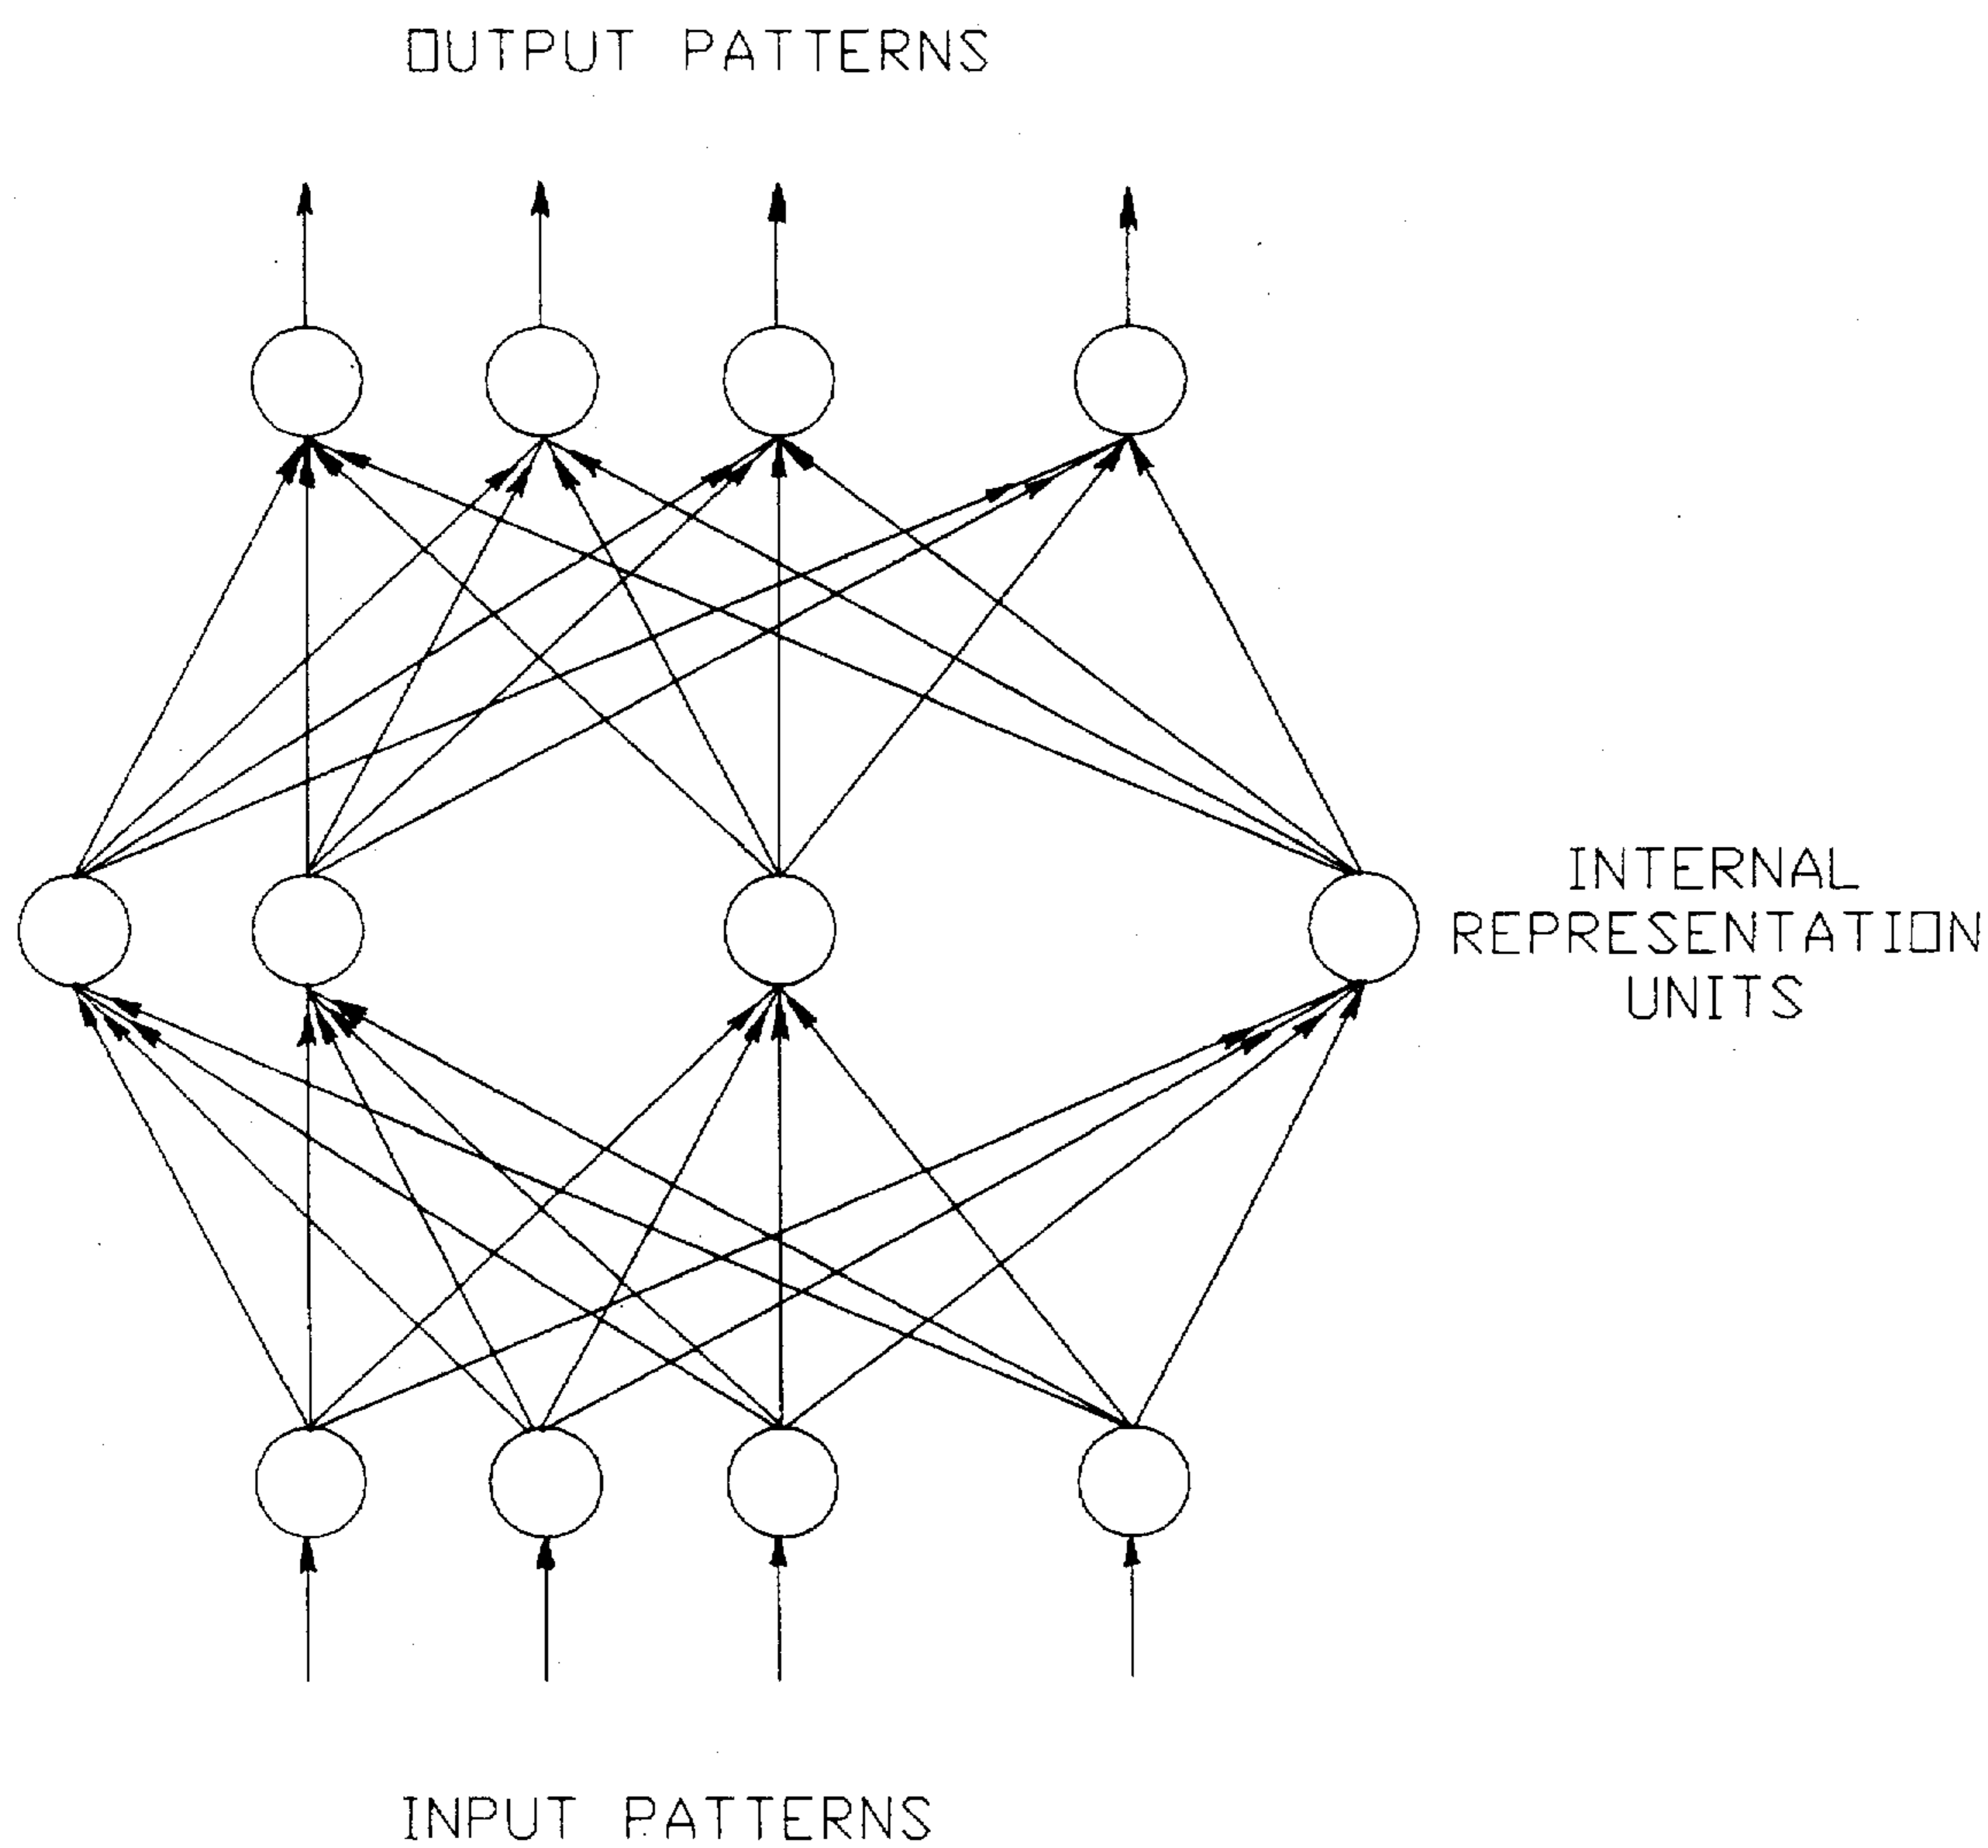 OUTPUT PATTERNS
INTERNAL
REPRESENTATION
UNITS
INPUT PATTERNS